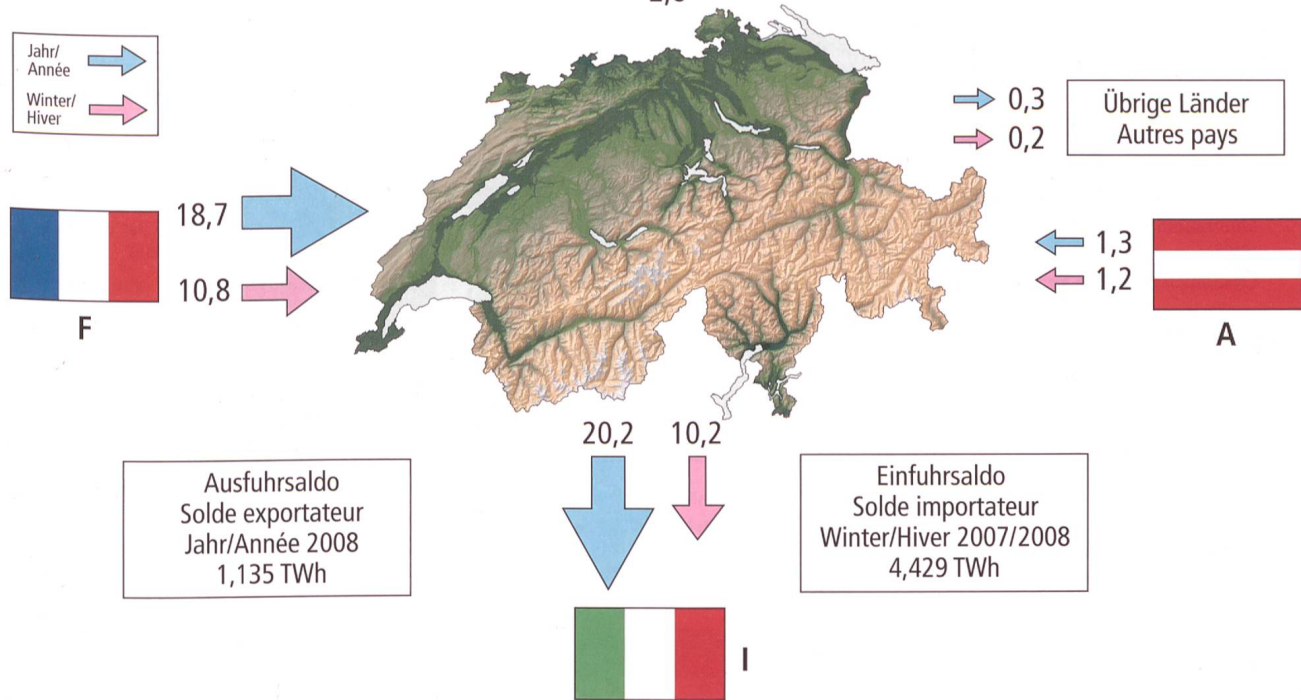 Jahr/
Année
Winter/
Hiver
0,3
0,2
Übrige Länder
Autres pays
18,7
10,8
F
1,3
1,2
A
20,2 10,2
Ausfuhrsaldo
Solde exportateur
Jahr/Année 2008
1,135 TWh
Einfuhrsaldo
Solde importateur
Winter/Hiver 2007/2008
4,429 TWh
I